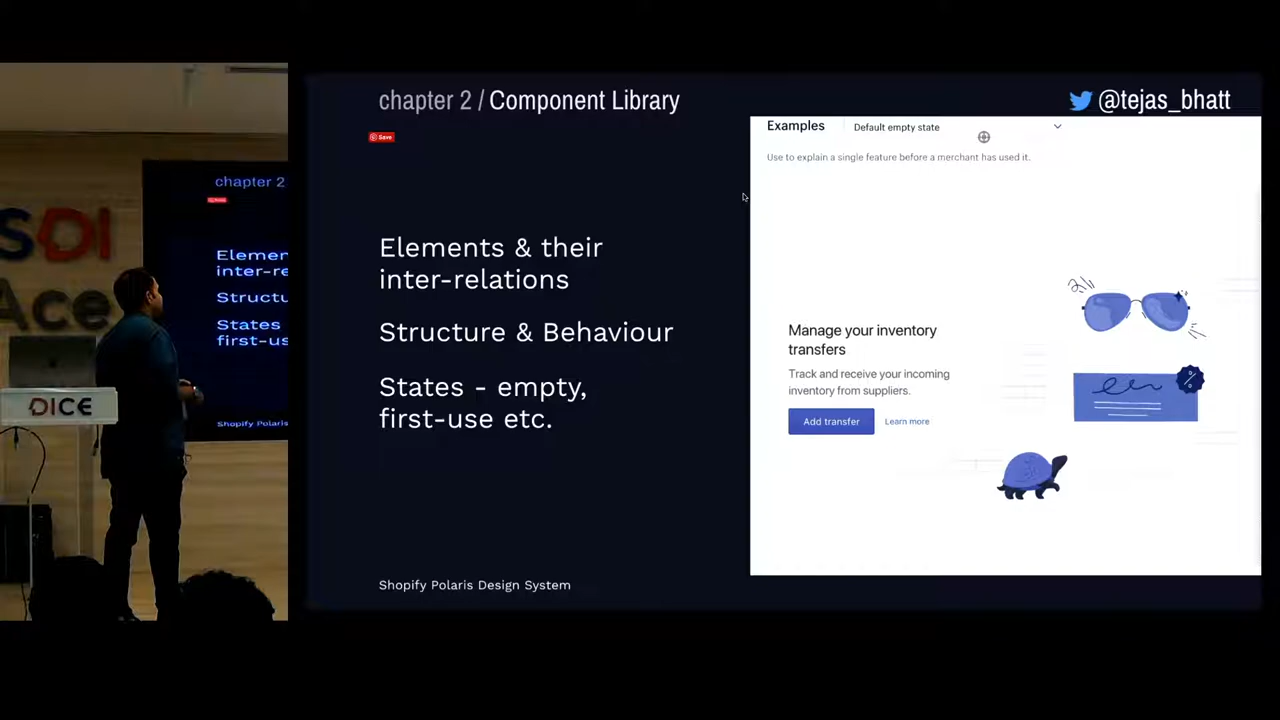 chapter 2 / Component Library
@tejas_bhatt
Save
Elements & their
inter-relations
Structure & Behaviour
States - empty,
first-use etc.
Shopify Polaris Design System
Examples
Default empty state
Use to explain a single feature before a merchant has used it.
Manage your inventory
transfers
Track and receive your incoming
inventory from suppliers.
Add transfer
Learn more
%
chapter 2
Elemen
inter-re
Structu
States
first-us
Shopify Polaris
SDI
Ace
DICE